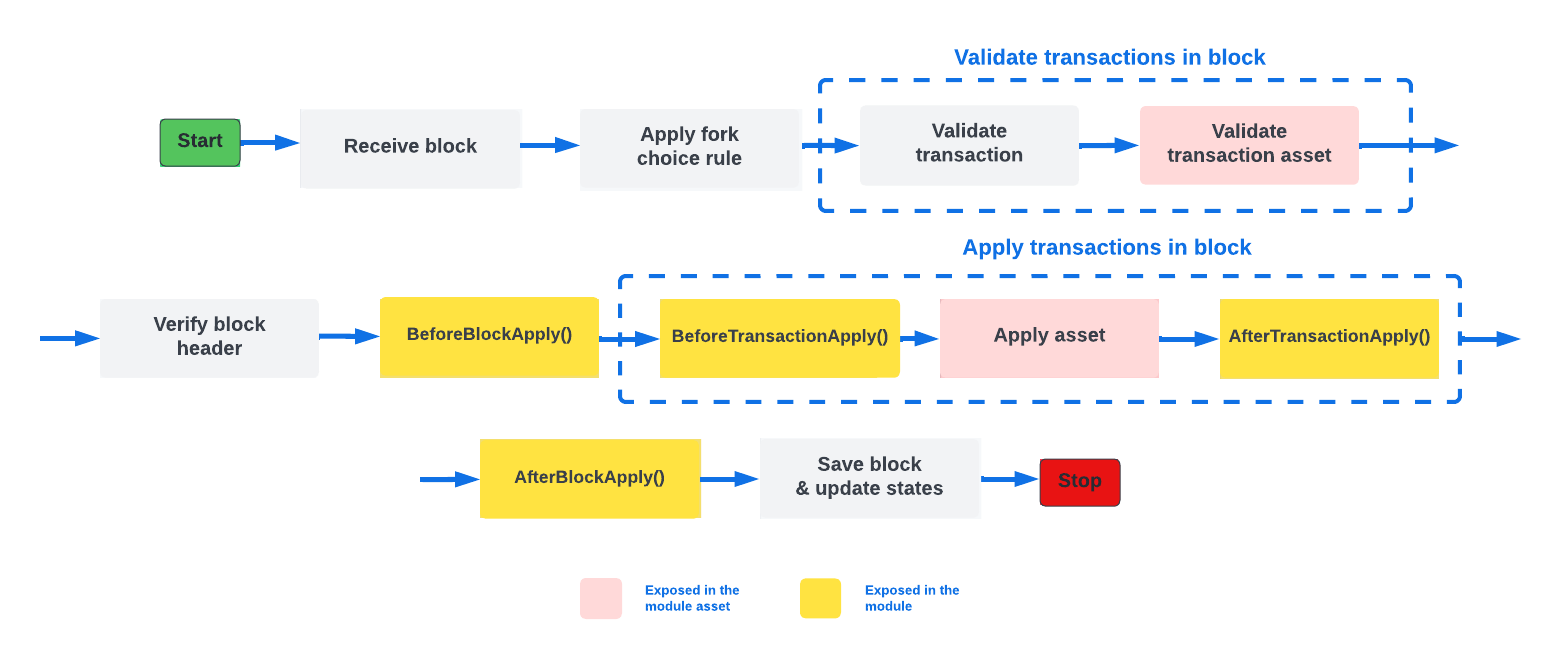 Validate transactions in block
Start
Receive block
Apply fork
choice rule
Validate
transaction
Validate
transaction asset
Apply transactions in block
Verify block
header
BeforeBlockApply()
BeforeTransactionApply()
Apply asset
AfterTransactionApply()
AfterBlockApply()
Save block
& update states
Stop
Exposed in the
module asset
Exposed in the
module